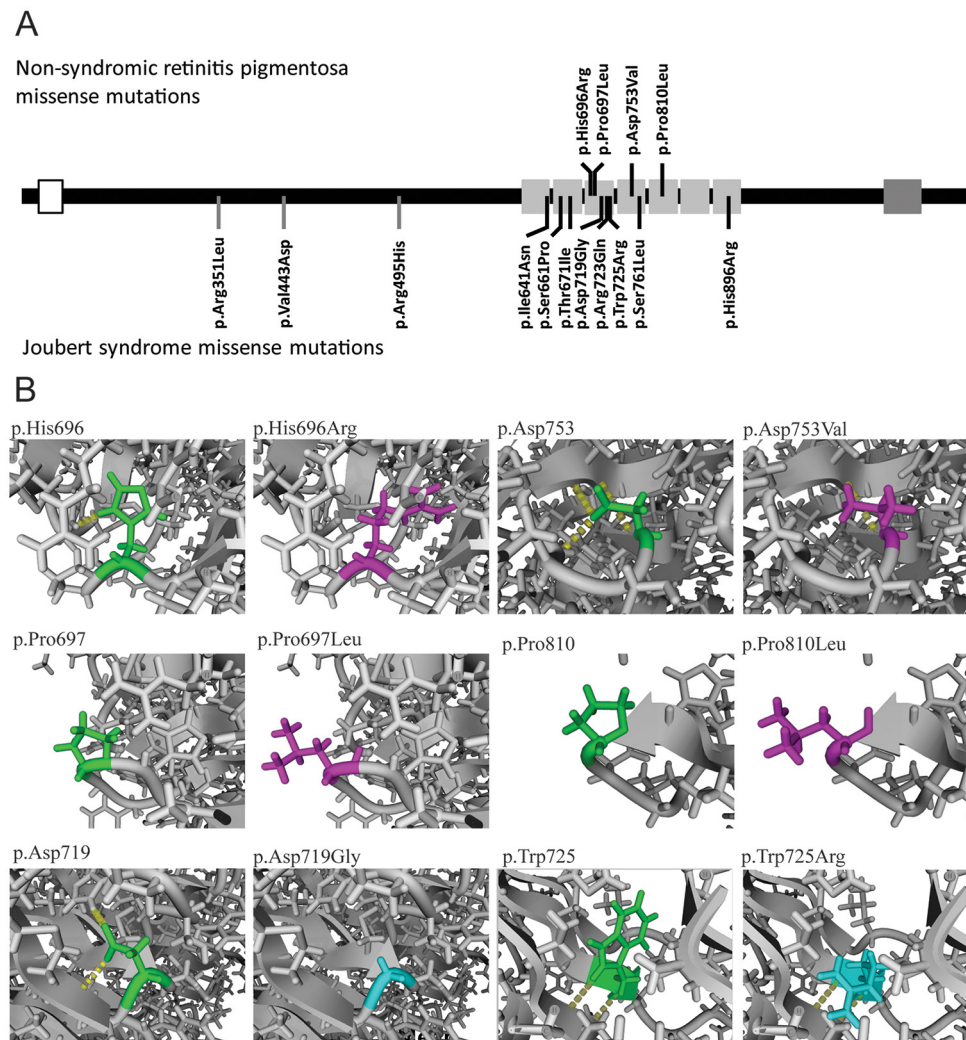 A
Non-syndromic retinitis pigmentosa
missense mutations
p.His696Arg
p.Pro697Leu
p.Asp753Val
p.Pro810Leu
p.Arg351Leu
p.Val443Asp
p.Arg495His
p.Ile641Asn
p.Ser661Pro
p.Thr671Ile
p.Asp719Gly
p.Arg723Gln
p.Trp725Arg
p.Ser761Leu
p.His896Arg
Joubert syndrome missense mutations
B
p.His696
p.His696Arg
p.Asp753
p.Asp753Val
p.Pro697
p.Pro697Leu
p.Pro810
p.Pro810Leu
p.Asp719
p.Asp719Gly
p.Trp725
p.Trp725Arg